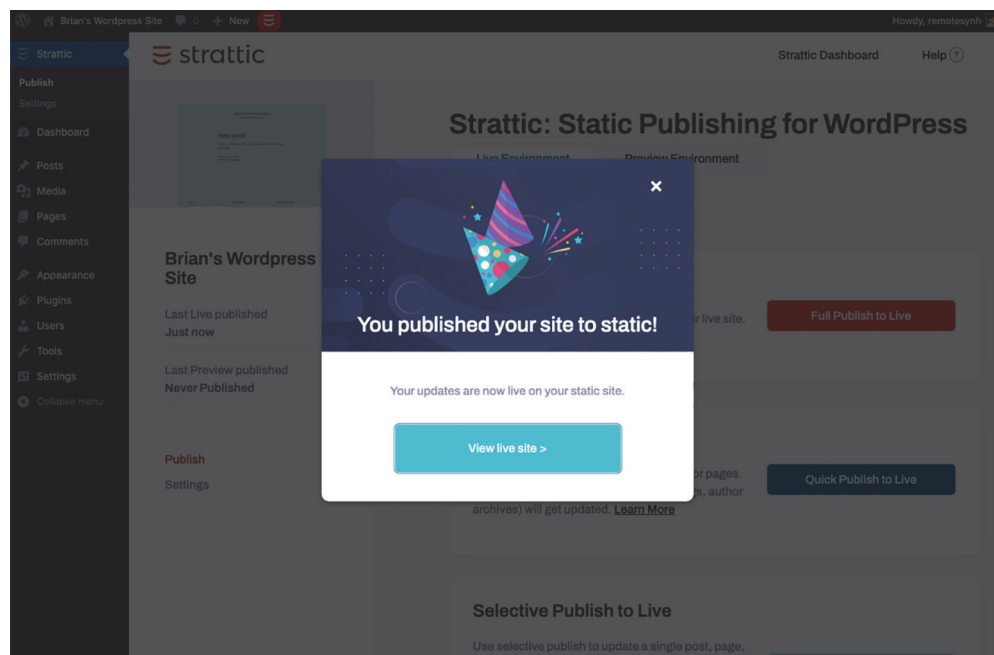 Brian's Wordpress Site 0 + New
Howdy, remotesynh
Strattic
Publish
Settings
Dashboard
Posts
Media
Pages
Comments
Appearance
Plugins
Users
Tools
Settings
Collapse menu
strattic
Strattic Dashboard Help ?
Hello world!
Brian's Wordpress
Site
Last Live published
Just now
Last Preview published
Never Published
Publish
Settings
Strattic: Static Publishing for WordPress
Live Environment Preview Environment
You published your site to static!
Your updates are now live on your static site.
View live site >
r live site.
Full Publish to Live
or pages.
s, author
archives) will get updated. Learn More
Quick Publish to Live
Selective Publish to Live
Use selective publish to update a single post, page,